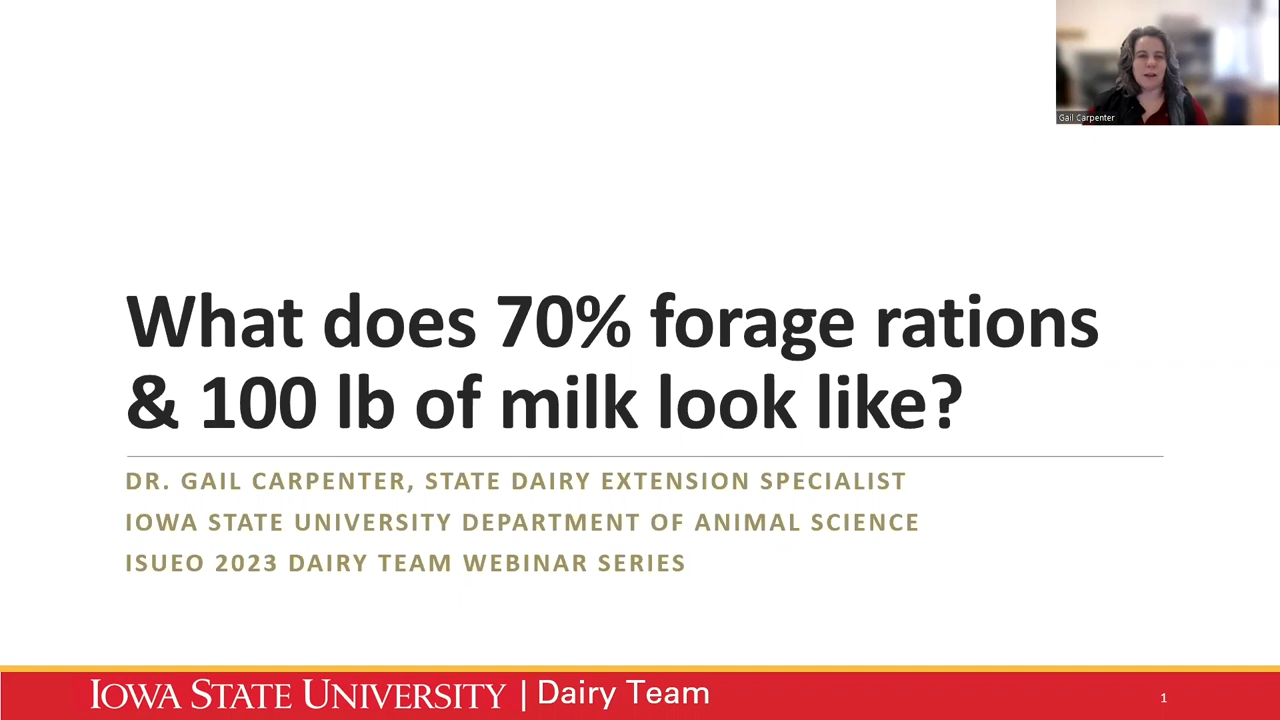 Gail Carpenter
What does 70% forage rations
& 100 lb of milk look like?
DR. GAIL CARPENTER, STATE DAIRY EXTENSION SPECIALIST
IOWA STATE UNIVERSITY DEPARTMENT OF ANIMAL SCIENCE
ISUEO 2023 DAIRY TEAM WEBINAR SERIES
IOWA STATE UNIVERSITY | Dairy Team
1